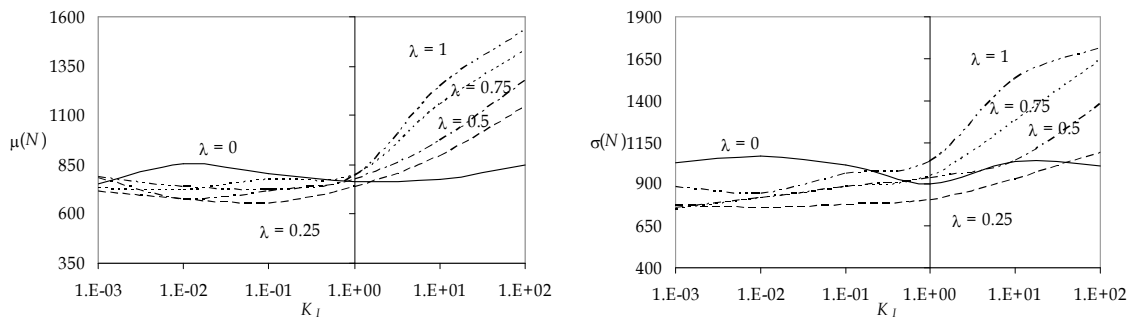 1600
1350
1100
850
600
350
μ(N)
λ = 1
λ = 0.75
λ = 0.5
λ = 0
λ = 0.25
1.E-03 1.E-02 1.E-01 1.E+00 1.E+01 1.E+02
K1
1900
1650
1400
1150
900
650
400
σ(N)
λ = 1
λ = 0.75
λ = 0.5
λ = 0
λ = 0.25
1.E-03 1.E-02 1.E-01 1.E+00 1.E+01 1.E+02
K1